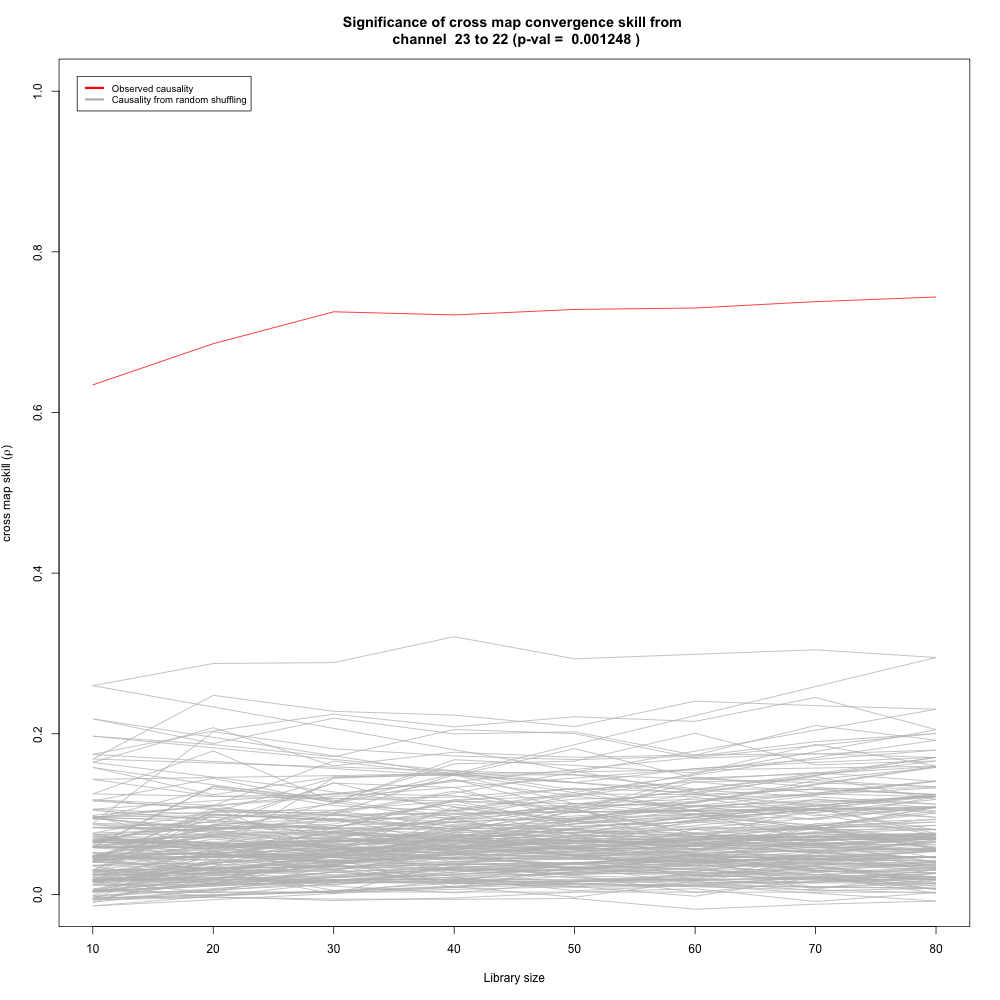 Significance of cross map convergence skill from
channel  23 to 22 (p-val =  0.001248 )
Observed causality
Causality from random shuffling
1.0
0.8
0.6
0.4
0.2
0.0
cross map skill (ρ)
10 20 30 40 50 60 70 80
Library size